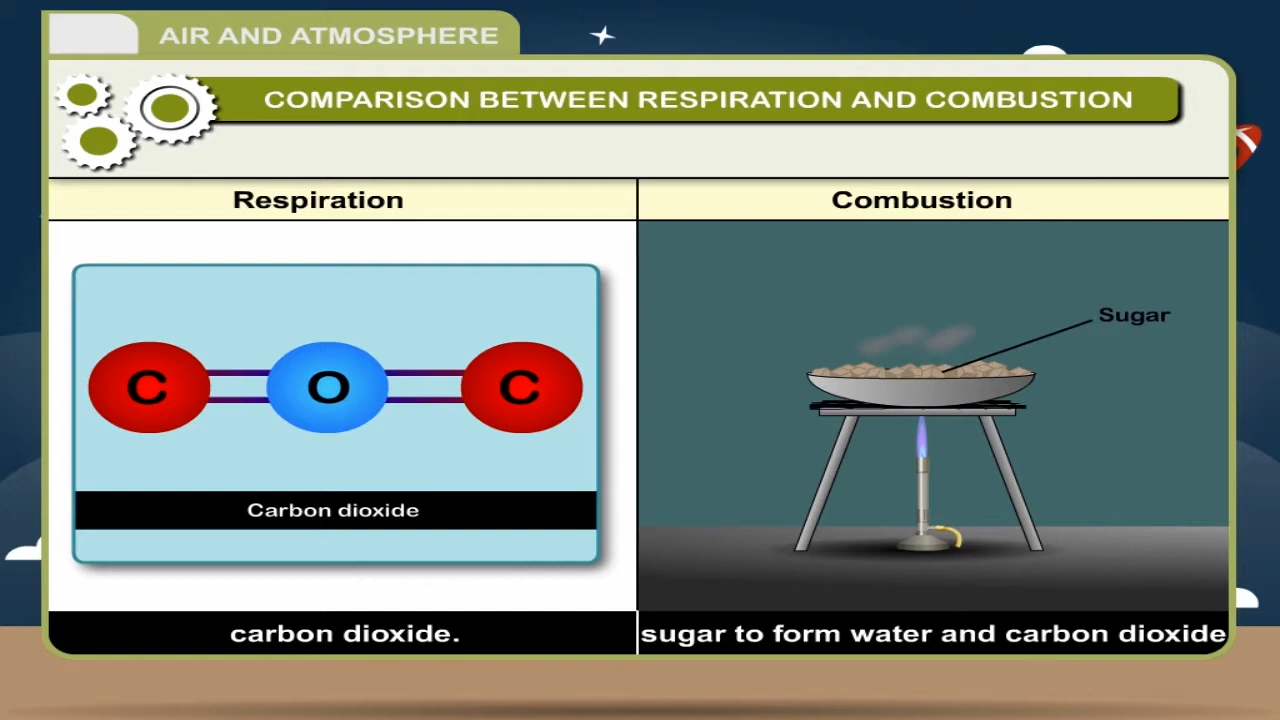 AIR AND ATMOSPHERE
COMPARISON BETWEEN RESPIRATION AND COMBUSTION
Respiration
Combustion
C O C
Carbon dioxide
Sugar
carbon dioxide.
sugar to form water and carbon dioxide